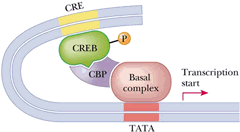 CRE
P
CREB
CBP
Basal
complex
Transcription
start
TATA